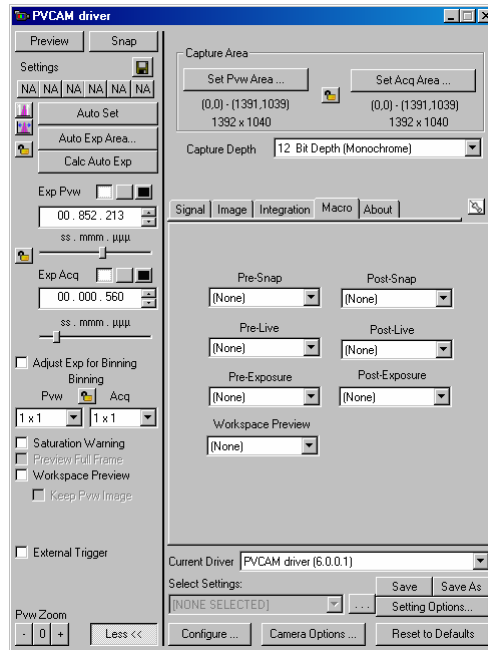 PVCAM driver
Preview Snap
Settings
NA NA NA NA NA NA
Auto Set
Auto Exp Area...
Calc Auto Exp
Exp Pvw
00 . 852 . 213
ss . mmm . µµµ
Exp Acq
00 . 000 . 560
ss . mmm . µµµ
Adjust Exp for Binning
Binning
Pvw Acq
1 x 1 1 x 1
Saturation Warning
Preview Full Frame
Workspace Preview
Keep Pvw Image
External Trigger
Pvw Zoom
- 0 + Less <<
Capture Area
Set Pvw Area ... Set Acq Area ...
(0,0) - (1391,1039) (0,0) - (1391,1039)
1392 x 1040 1392 x 1040
Capture Depth 12 Bit Depth (Monochrome)
Signal Image Integration Macro About
Pre-Snap Post-Snap
(None) (None)
Pre-Live Post-Live
(None) (None)
Pre-Exposure Post-Exposure
(None) (None)
Workspace Preview
(None)
Current Driver PVCAM driver (6.0.0.1)
Select Settings: Save Save As
[NONE SELECTED] ... Setting Options...
Configure ... Camera Options ... Reset to Defaults